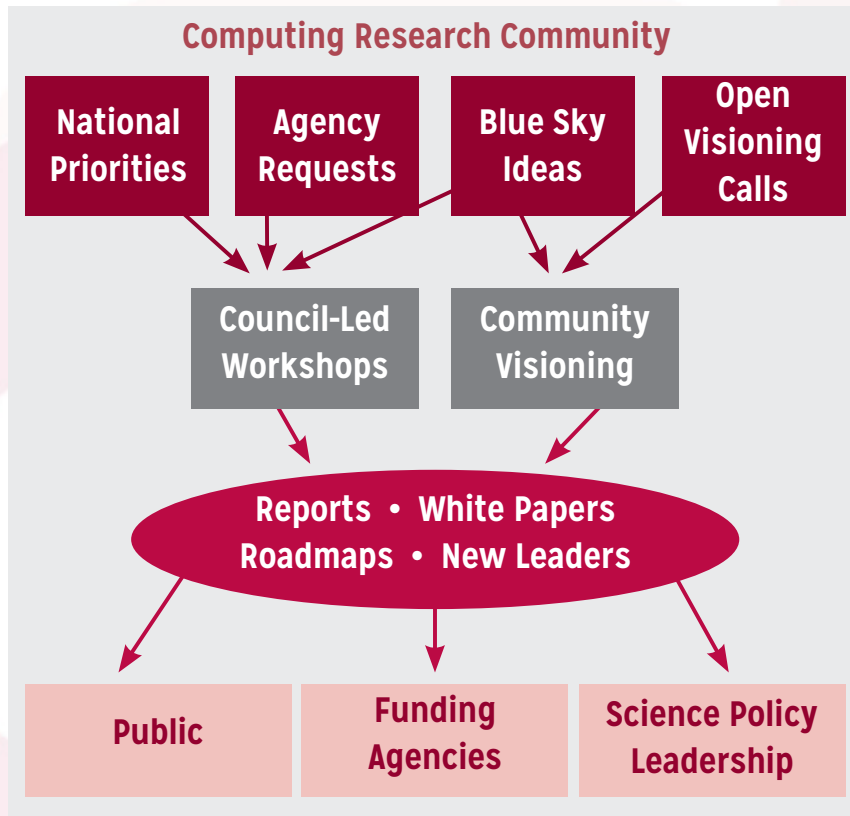 Computing Research Community
National
Priorities
Agency
Requests
Blue Sky
Ideas
Open
Visioning
Calls
Council-Led
Workshops
Community
Visioning
Reports • White Papers
Roadmaps • New Leaders
Public
Funding
Agencies
Science Policy
Leadership